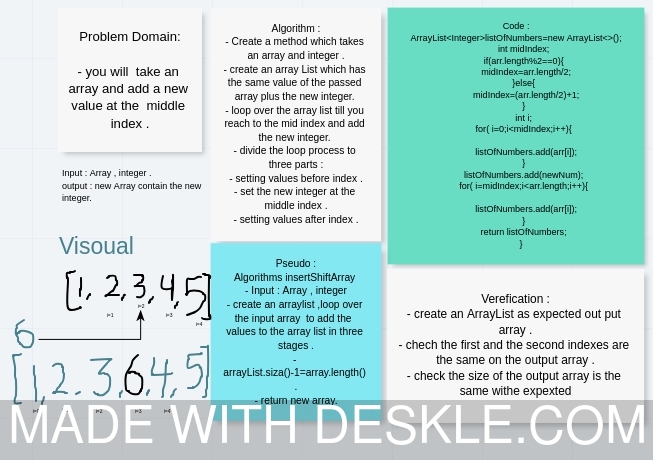 Problem Domain:
- you will take an
array and add a new
value at the middle
index .
Input : Array , integer .
output : new Array contain the new
integer.
Visoual
[1, 2, 3, 4, 5]
i=1
i=2
i=3
i=4
6
[1, 2, 3, 6, 4, 5]
i=2
i=3
Algorithm :
- Create a method which takes
an array and integer .
- create an array List which has
the same value of the passed
array plus the new integer.
- loop over the array list till you
reach to the mid index and add
the new integer.
- divide the loop process to
three parts :
- setting values before index .
- set the new integer at the
middle index .
- setting values after index .
Pseudo :
Algorithms insertShiftArray
- Input : Array , integer
- create an arraylist ,loop over
the input array to add the
values to the array list in three
stages .
-
arrayList.siza()-1=array.length()
.
- return new array.
Code :
ArrayList<Integer>listOfNumbers=new ArrayList<>();
int midIndex;
if(arr.length%2==0){
midIndex=arr.length/2;
}else{
midIndex=(arr.length/2)+1;
}
int i;
for( i=0;i<midIndex;i++){
listOfNumbers.add(arr[i]);
}
listOfNumbers.add(newNum);
for( i=midIndex;i<arr.length;i++){
listOfNumbers.add(arr[i]);
}
return listOfNumbers;
}
Verefication :
- create an ArrayList as expected out put
array .
- chech the first and the second indexes are
the same on the output array .
- check the size of the output array is the
same withe expexted
MADE WITH DESKLE.COM